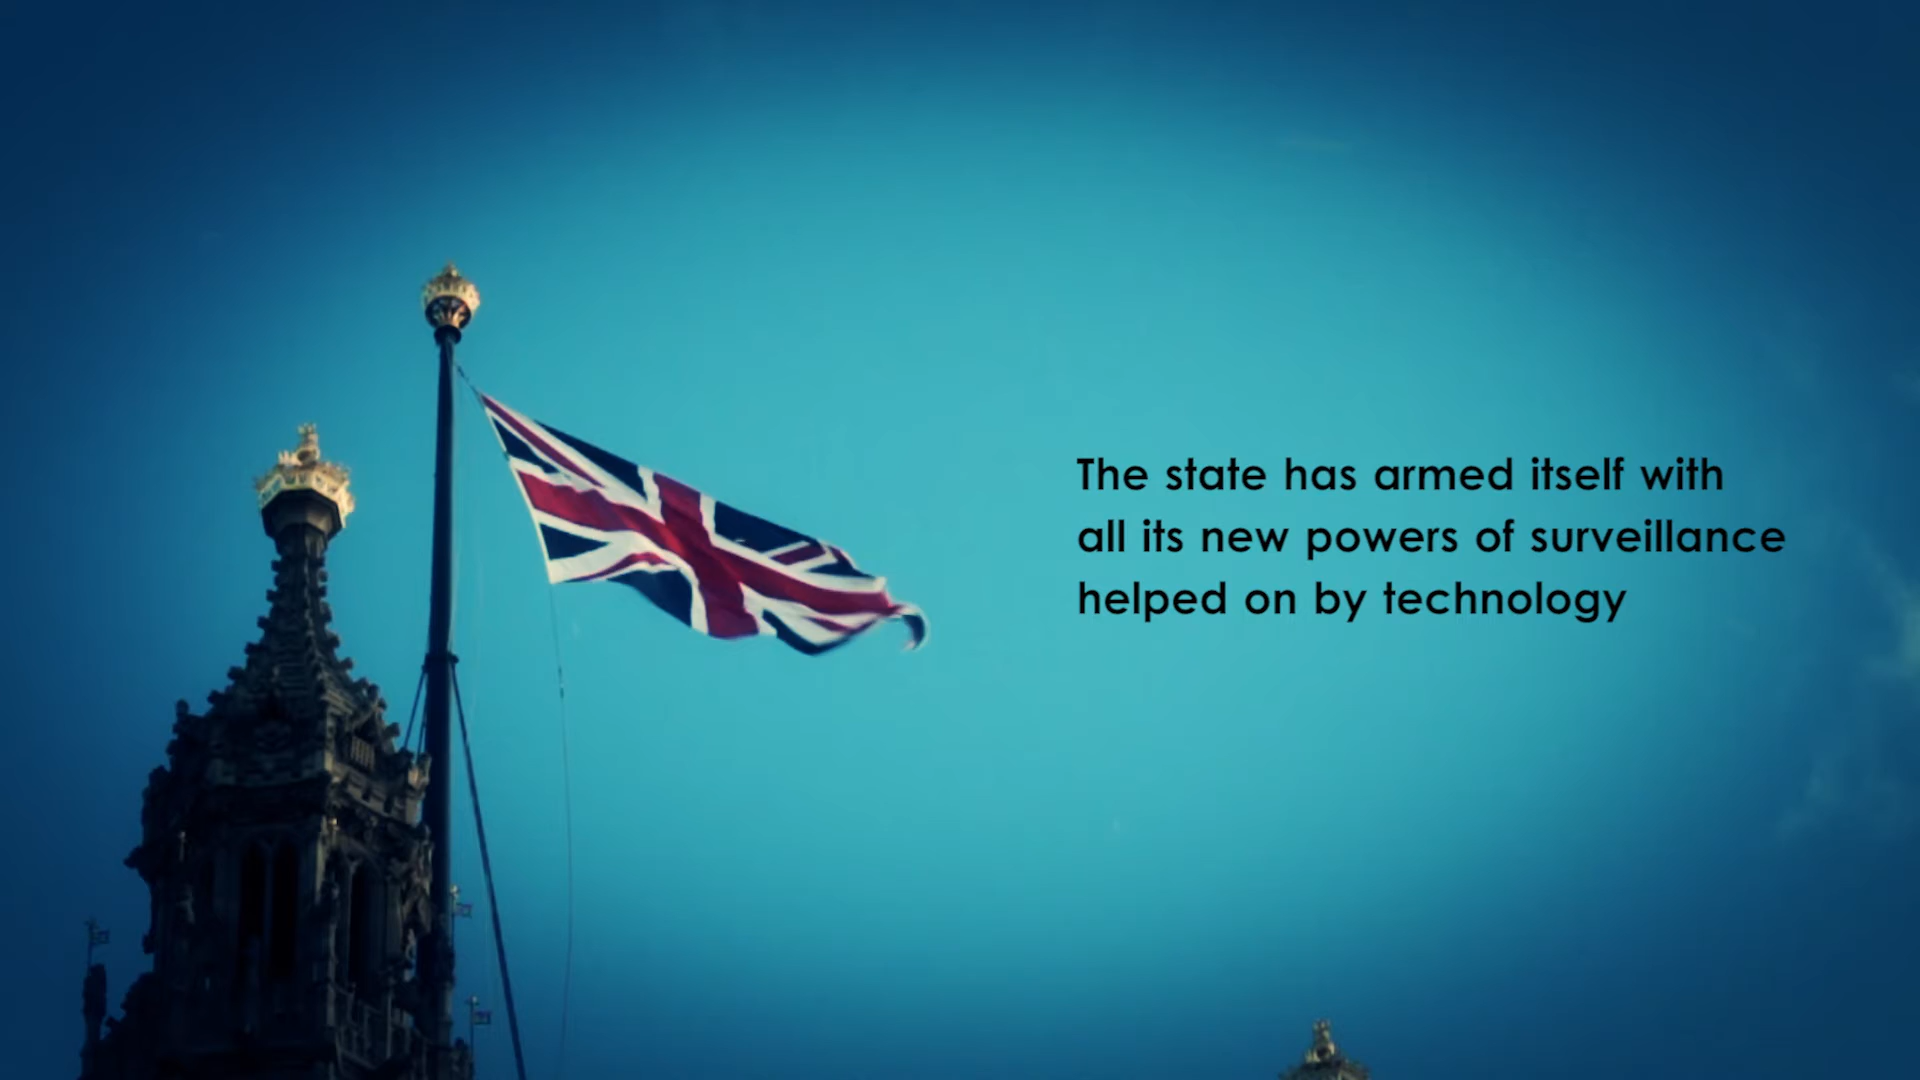 The state has armed itself with
all its new powers of surveillance
helped on by technology